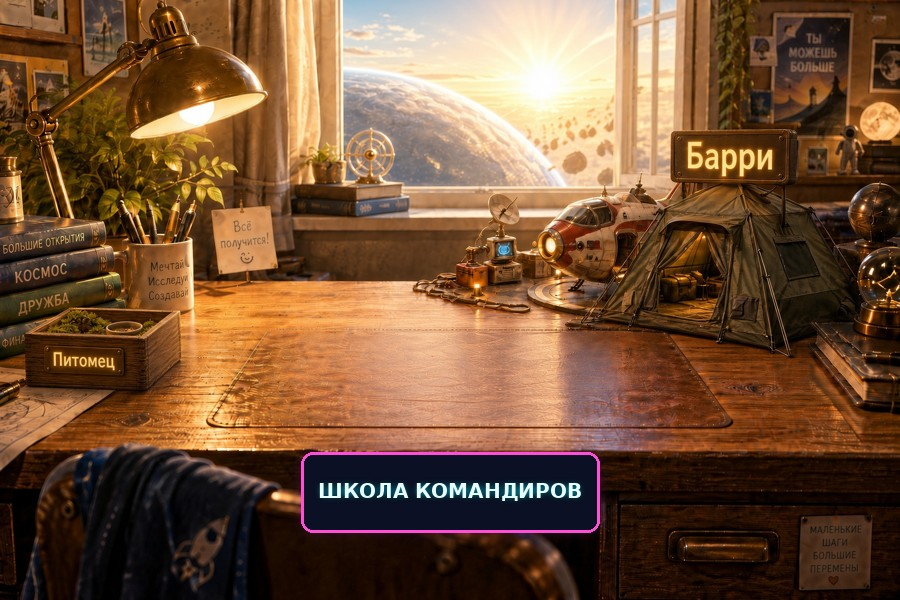 ТЫ
МОЖЕШЬ
БОЛЬШЕ
Барри
Всё
получится!
БОЛЬШИЕ ОТКРЫТИЯ
КОСМОС
ДРУЖБА
Мечтай
Исследуй
Создавай
Питомец
ШКОЛА КОМАНДИРОВ
МАЛЕНЬКИЕ
ШАГИ
БОЛЬШИЕ
ПЕРЕМЕНЫ